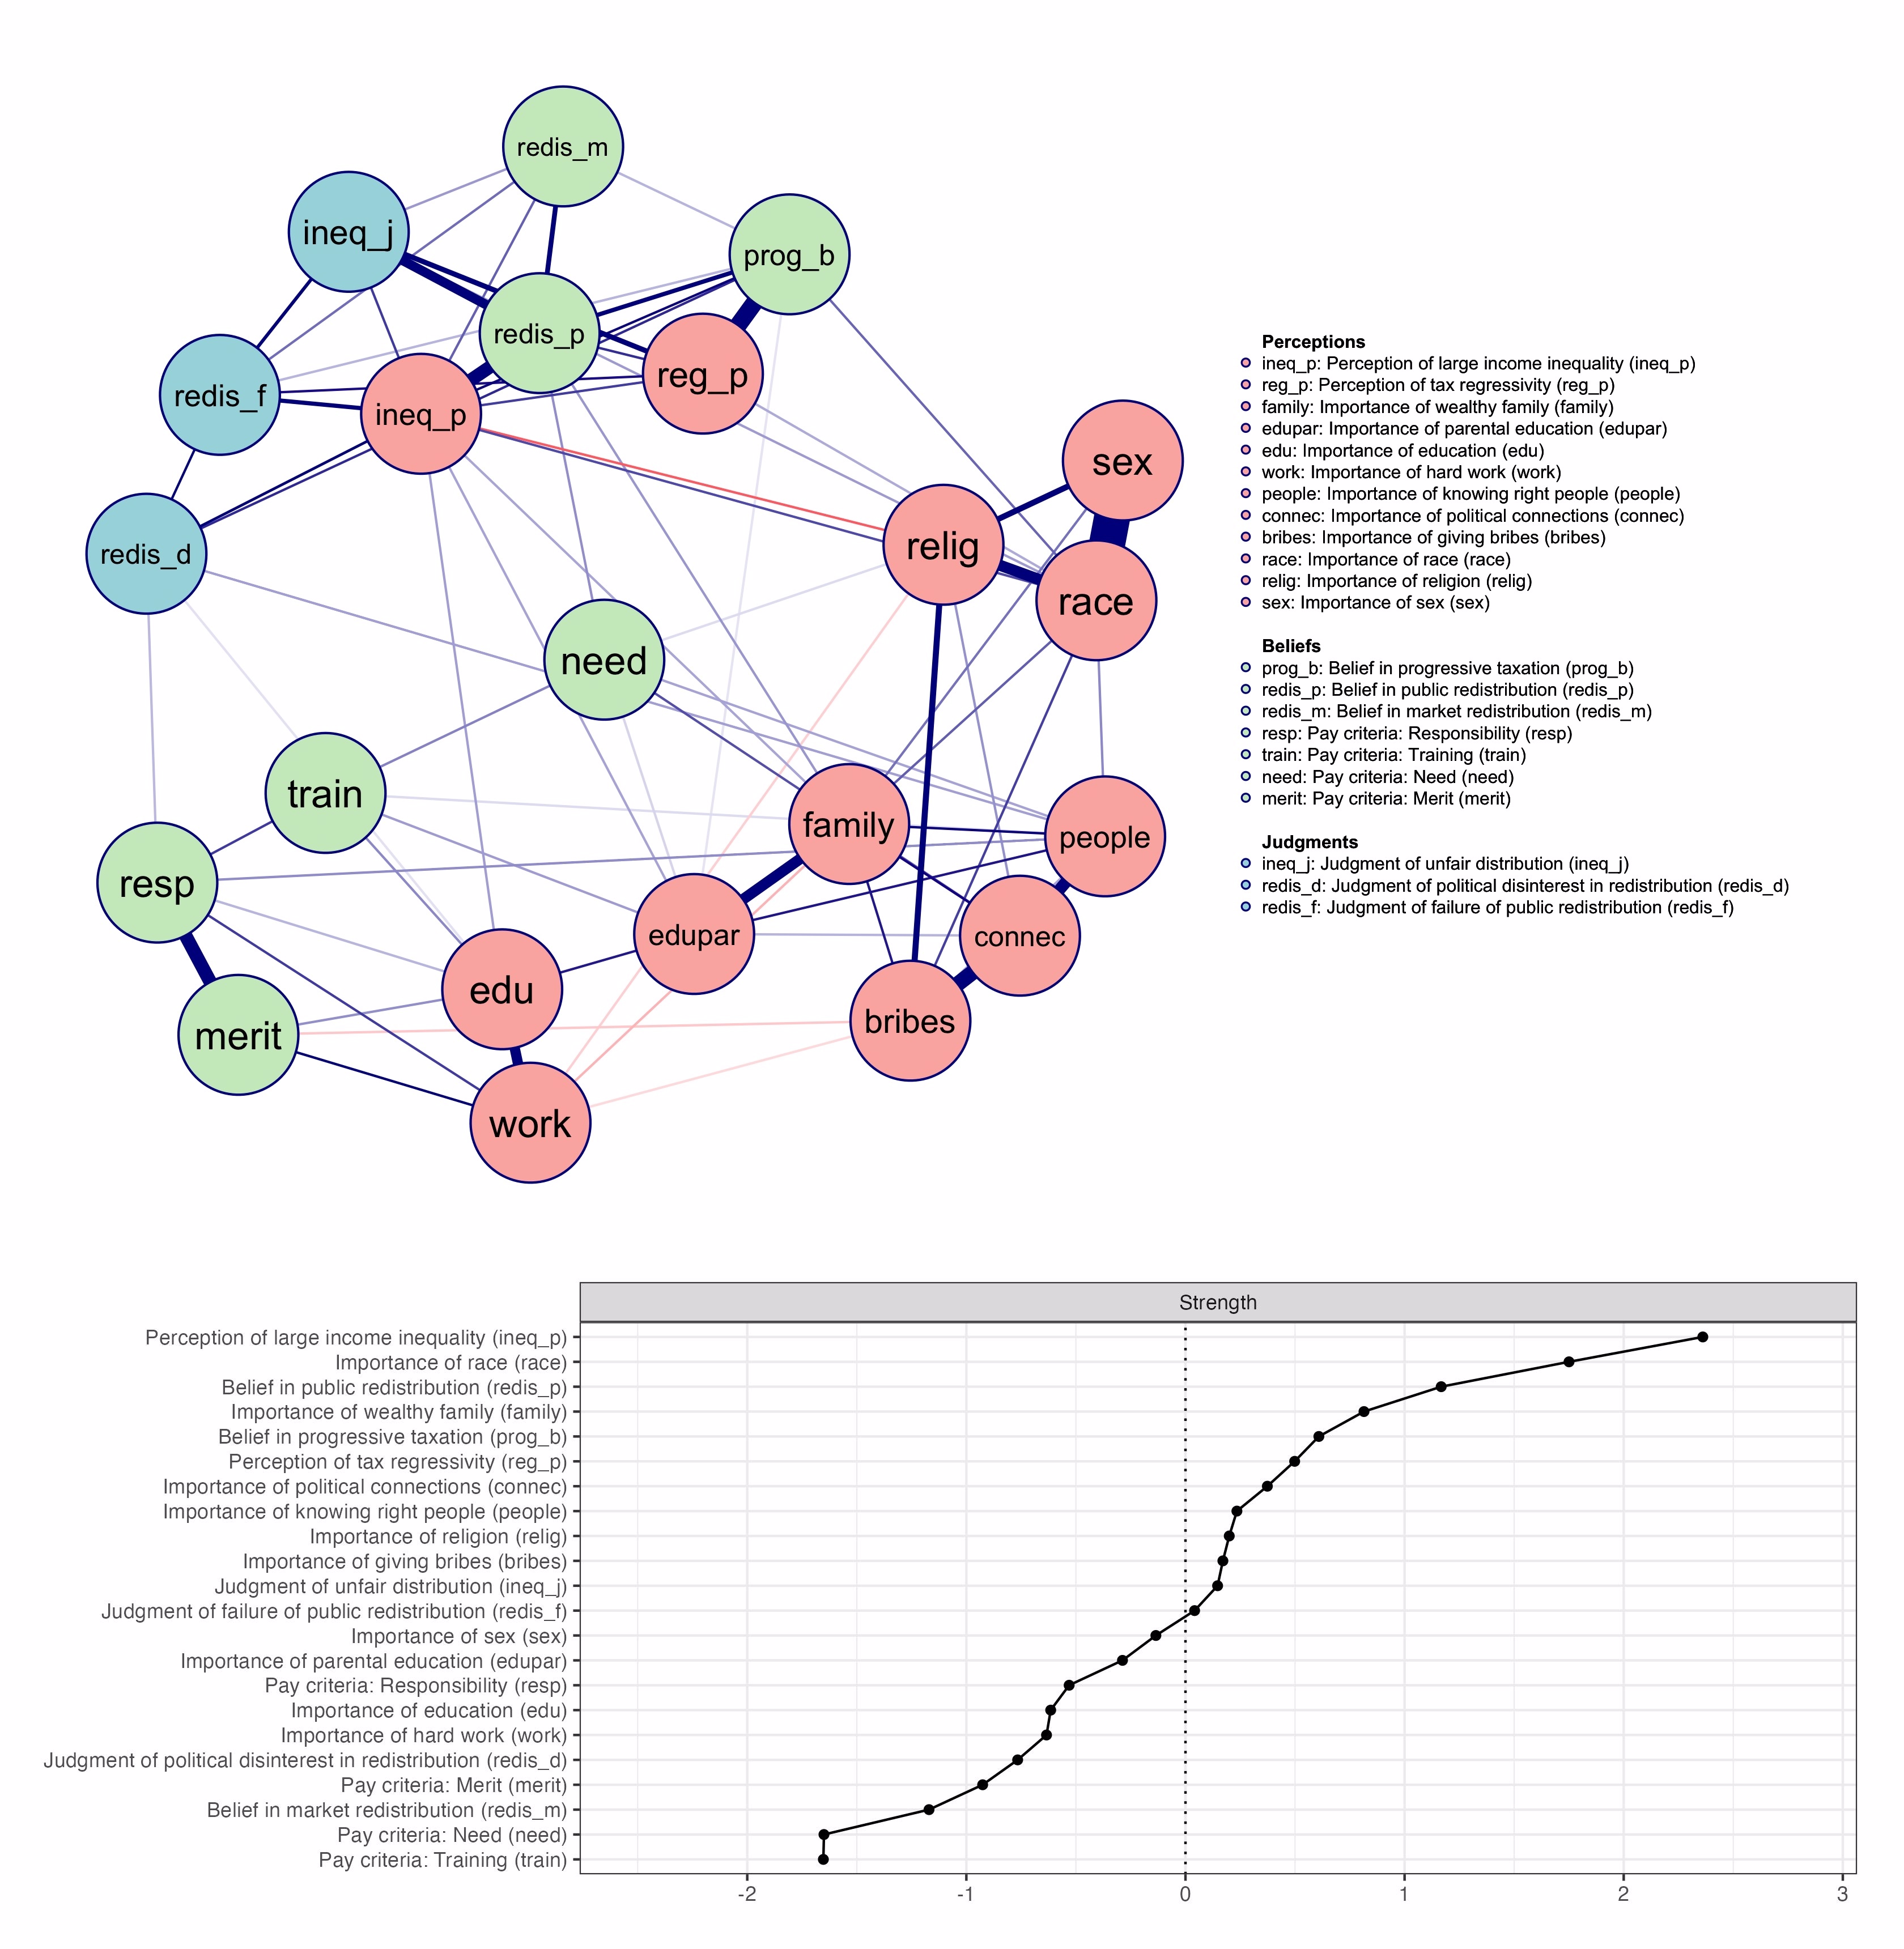 redis_m
ineq_j
prog_b
redis_p
reg_p
redis_f
ineq_p
sex
relig
redis_d
race
need
train
family
people
resp
edupar
connec
edu
bribes
merit
work
Perceptions
ineq_p: Perception of large income inequality (ineq_p)
reg_p: Perception of tax regressivity (reg_p)
family: Importance of wealthy family (family)
edupar: Importance of parental education (edupar)
edu: Importance of education (edu)
work: Importance of hard work (work)
people: Importance of knowing right people (people)
connec: Importance of political connections (connec)
bribes: Importance of giving bribes (bribes)
race: Importance of race (race)
relig: Importance of religion (relig)
sex: Importance of sex (sex)
Beliefs
prog_b: Belief in progressive taxation (prog_b)
redis_p: Belief in public redistribution (redis_p)
redis_m: Belief in market redistribution (redis_m)
resp: Pay criteria: Responsibility (resp)
train: Pay criteria: Training (train)
need: Pay criteria: Need (need)
merit: Pay criteria: Merit (merit)
Judgments
ineq_j: Judgment of unfair distribution (ineq_j)
redis_d: Judgment of political disinterest in redistribution (redis_d)
redis_f: Judgment of failure of public redistribution (redis_f)
Strength
Perception of large income inequality (ineq_p)
Importance of race (race)
Belief in public redistribution (redis_p)
Importance of wealthy family (family)
Belief in progressive taxation (prog_b)
Perception of tax regressivity (reg_p)
Importance of political connections (connec)
Importance of knowing right people (people)
Importance of religion (relig)
Importance of giving bribes (bribes)
Judgment of unfair distribution (ineq_j)
Judgment of failure of public redistribution (redis_f)
Importance of sex (sex)
Importance of parental education (edupar)
Pay criteria: Responsibility (resp)
Importance of education (edu)
Importance of hard work (work)
Judgment of political disinterest in redistribution (redis_d)
Pay criteria: Merit (merit)
Belief in market redistribution (redis_m)
Pay criteria: Need (need)
Pay criteria: Training (train)
-2 -1 0 1 2 3